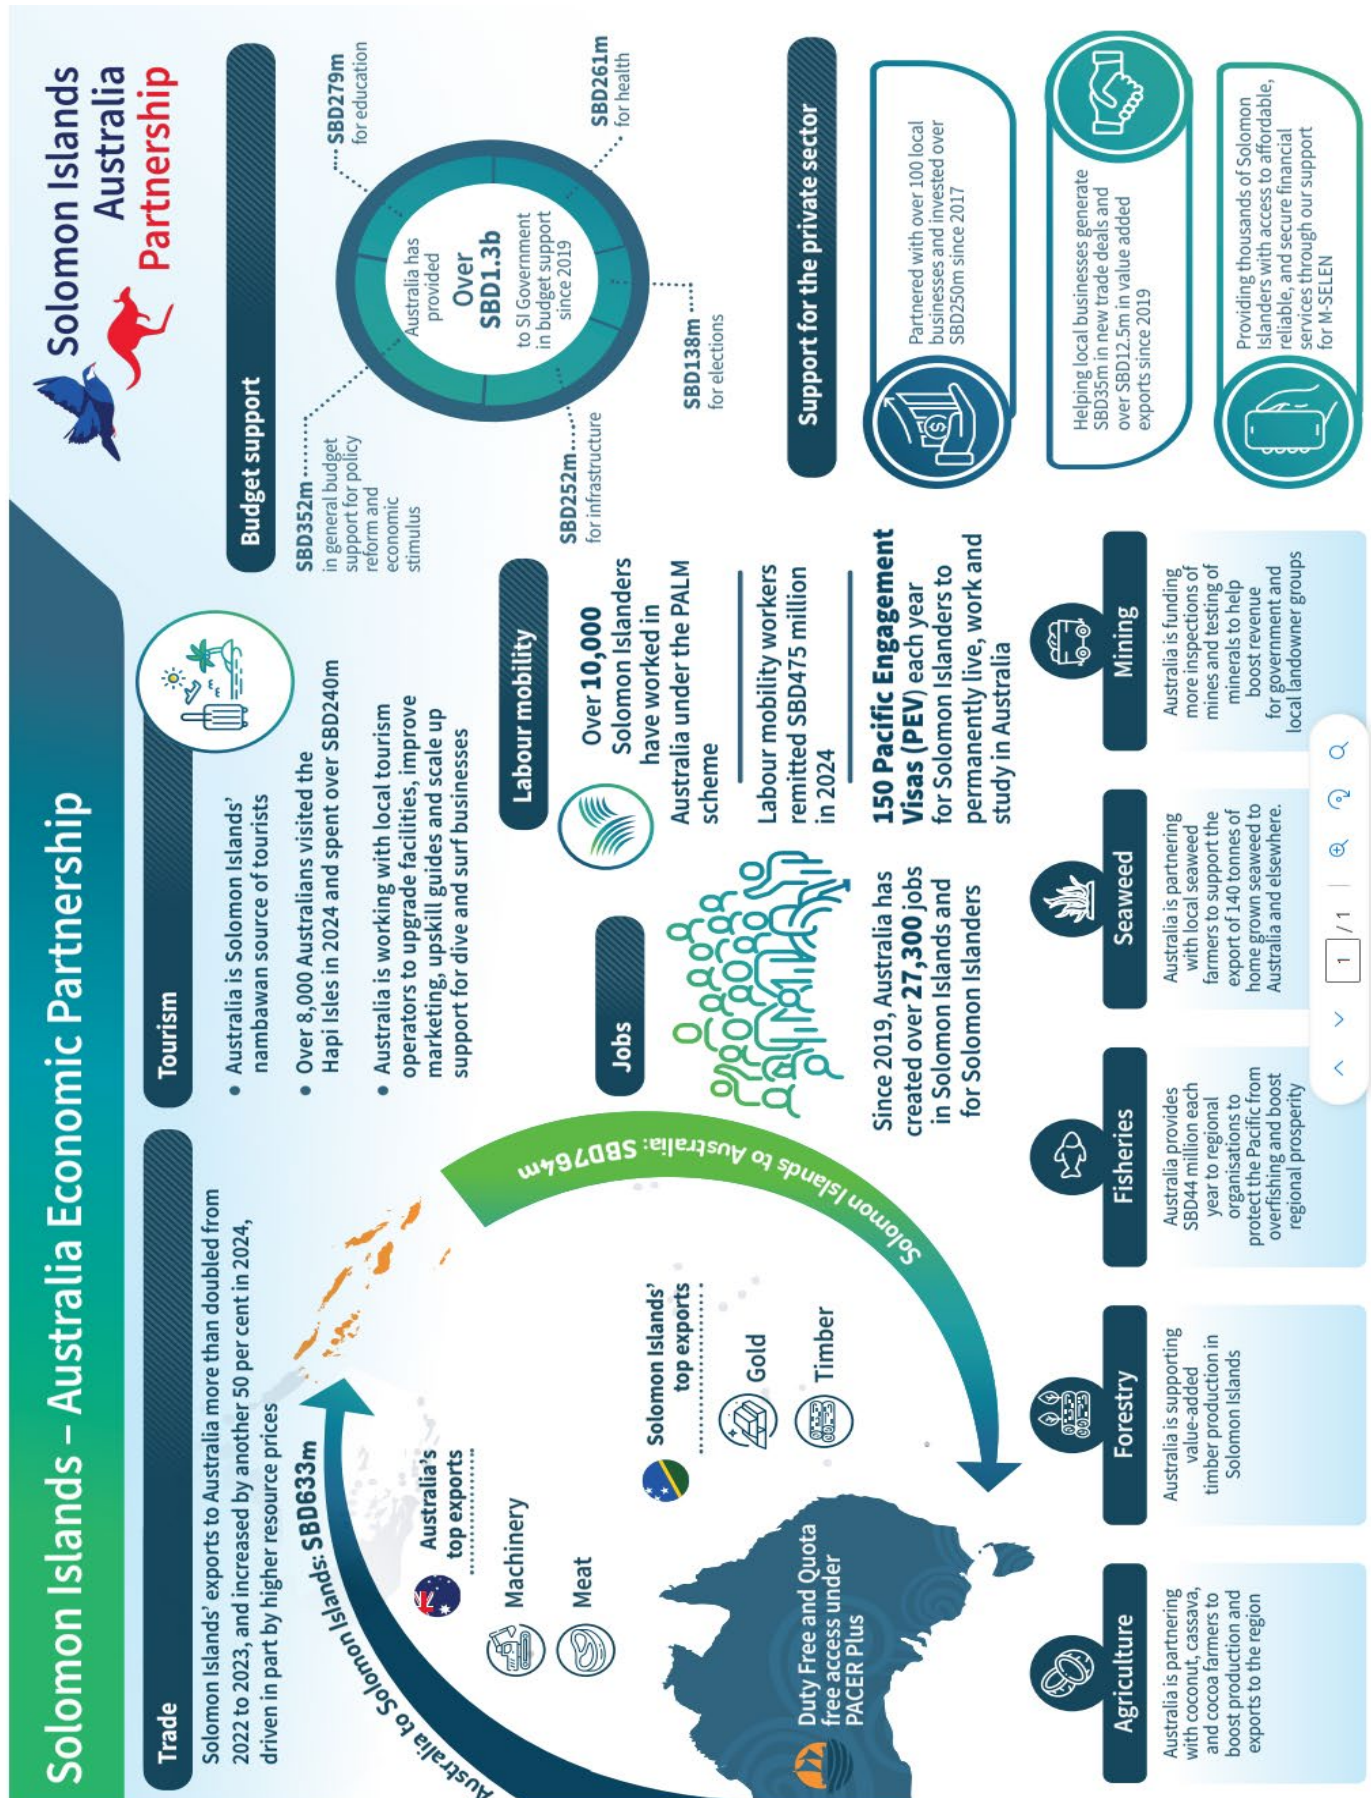 Solomon Islands – Australia Economic Partnership
Solomon Islands
Australia
Partnership
Trade
Solomon Islands' exports to Australia more than doubled from
2022 to 2023, and increased by another 50 per cent in 2024,
driven in part by higher resource prices
Australia to Solomon Islands: SBD633m
Australia's
top exports
Machinery
Meat
Solomon Islands'
top exports
Gold
Timber
Solomon Islands to Australia: SBD764m
Duty Free and Quota
free access under
PACER Plus
Tourism
• Australia is Solomon Islands'
nambawan source of tourists
• Over 8,000 Australians visited the
Hapi Isles in 2024 and spent over SBD240m
• Australia is working with local tourism
operators to upgrade facilities, improve
marketing, upskill guides and scale up
support for dive and surf businesses
Jobs
Since 2019, Australia has
created over 27,300 jobs
in Solomon Islands and
for Solomon Islanders
Labour mobility
Over 10,000
Solomon Islanders
have worked in
Australia under the PALM
scheme
Labour mobility workers
remitted SBD475 million
in 2024
150 Pacific Engagement
Visas (PEV) each year
for Solomon Islanders to
permanently live, work and
study in Australia
Budget support
SBD352m
in general budget
support for policy
reform and
economic
stimulus
SBD279m
for education
Australia has
provided
Over
SBD1.3b
to SI Government
in budget support
since 2019
SBD252m
for infrastructure
SBD261m
for health
SBD138m
for elections
Support for the private sector
Partnered with over 100 local
businesses and invested over
SBD250m since 2017
Helping local businesses generate
SBD35m in new trade deals and
over SBD12.5m in value added
exports since 2019
Providing thousands of Solomon
Islanders with access to affordable,
reliable, and secure financial
services through our support
for M-SELEN
Agriculture
Australia is partnering
with coconut, cassava,
and cocoa farmers to
boost production and
exports to the region
Forestry
Australia is supporting
value-added
timber production in
Solomon Islands
Fisheries
Australia provides
SBD44 million each
year to regional
organisations to
protect the Pacific from
overfishing and boost
regional prosperity
Seaweed
Australia is partnering
with local seaweed
farmers to support the
export of 140 tonnes of
home grown seaweed to
Australia and elsewhere.
Mining
Australia is funding
more inspections of
mines and testing of
minerals to help
boost revenue
for government and
local landowner groups
1 / 1